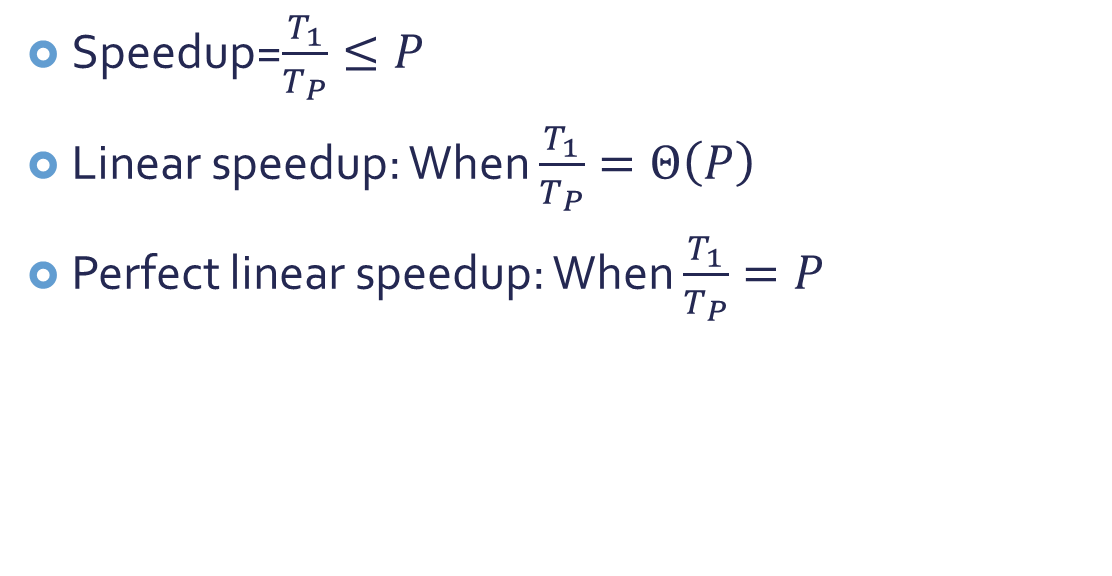 Speedup=T₁/T_P ≤ P
Linear speedup: When T₁/T_P = Θ(P)
Perfect linear speedup: When T₁/T_P = P